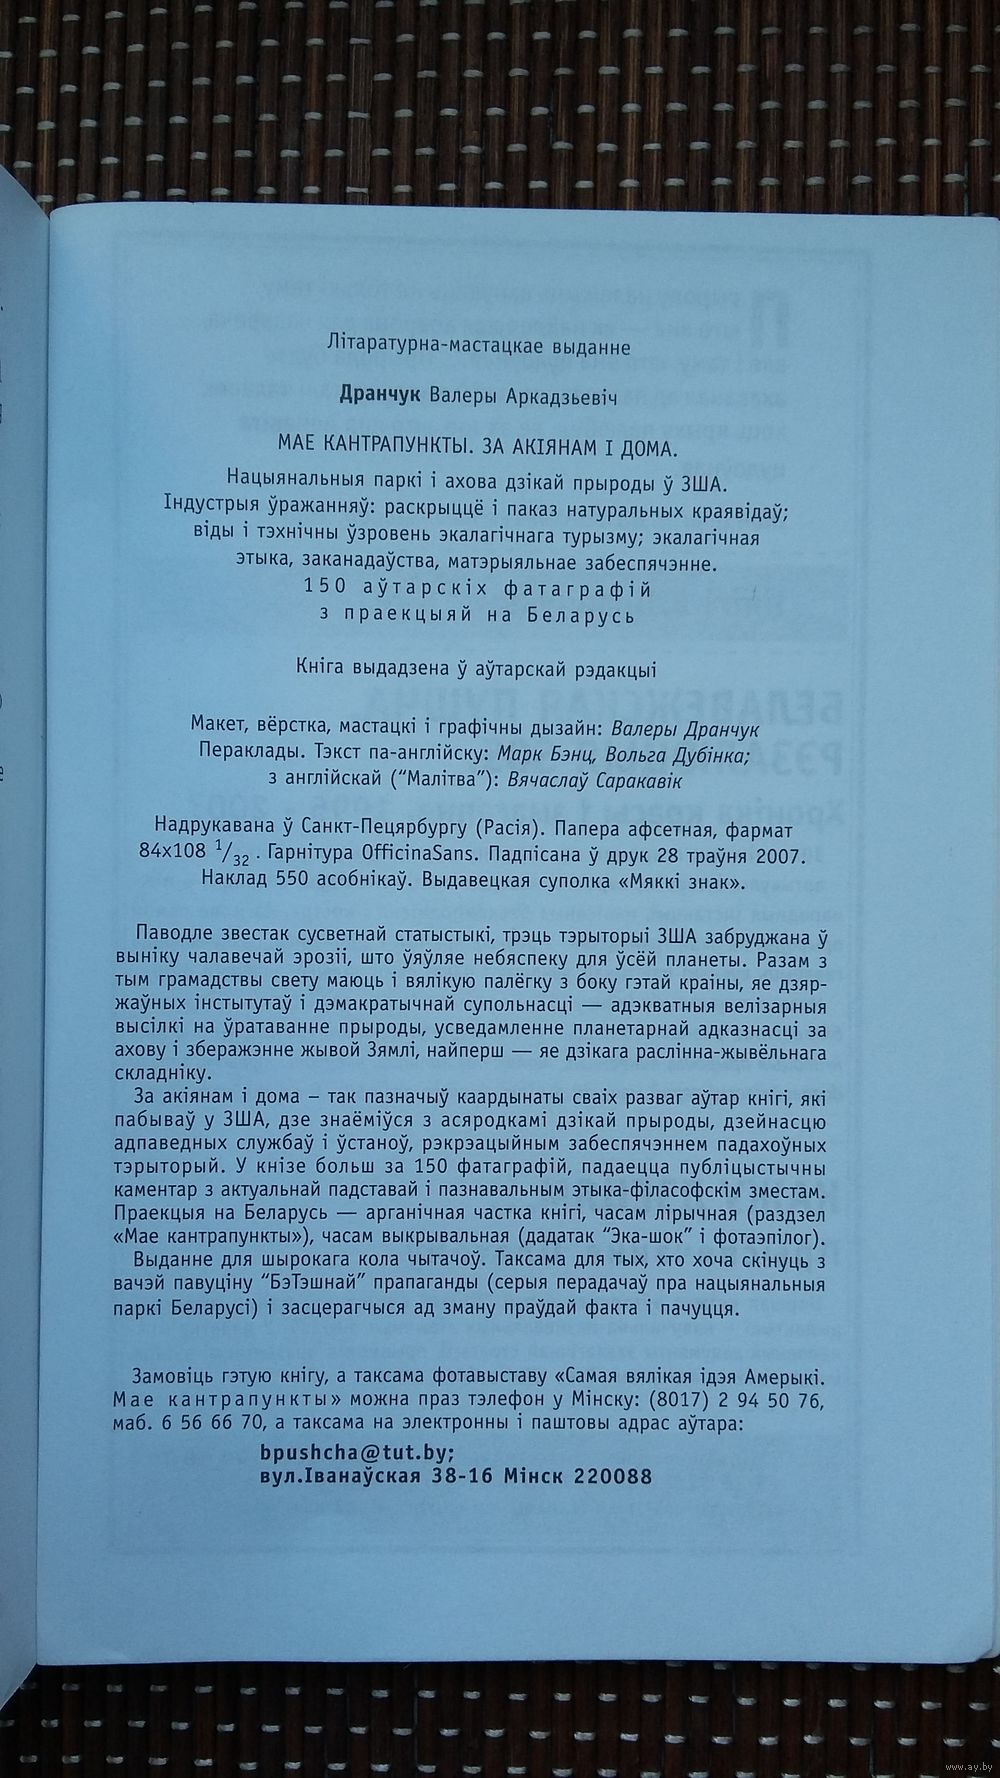 Літаратурна-мастацкае выданне
Дранчук Валеры Аркадзьевіч
МАЕ КАНТРАПУНКТЫ. ЗА АКІЯНАМ І ДОМА.
Нацыянальныя паркі і ахова дзікай прыроды ў ЗША.
Індустрыя ўражанняў: раскрыццё і паказ натуральных краявідаў;
віды і тэхнічны ўзровень экалагічнага турызму; экалагічная
этыка, заканадаўства, матэрыяльнае забеспячэнне.
150 аўтарскіх фатаграфій
з праекцыяй на Беларусь
Кніга выдадзена ў аўтарскай рэдакцыі
Макет, вёрстка, мастацкі і графічны дызайн: Валеры Дранчук
Пераклады. Тэкст па-англійску: Марк Бэнц, Вольга Дубінка;
з англійскай (“Малітва”): Вячаслаў Саракавік
Надрукавана ў Санкт-Пецярбургу (Расія). Папера афсетная, фармат
84х108 1/32 . Гарнітура OfficinaSans. Падпісана ў друк 28 траўня 2007.
Наклад 550 асобнікаў. Выдавецкая суполка «Мяккі знак».
Паводле звестак сусветнай статыстыкі, трэць тэрыторыі ЗША забруджана ў
выніку чалавечай эрозіі, што ўяўляе небяспеку для ўсёй планеты. Разам з
тым грамадствы свету маюць і вялікую палёгку з боку гэтай краіны, яе дзяр-
жаўных інстытутаў і дэмакратычнай супольнасці — адэкватныя велізарныя
высілкі на ўратаванне прыроды, усведамленне планетарнай адказнасці за
ахову і зберажэнне жывой Зямлі, найперш — яе дзікага раслінна-жывёльнага
складніку.
За акіянам і дома – так пазначыў каардынаты сваіх разваг аўтар кнігі, які
пабываў у ЗША, дзе знаёміўся з асяродкамі дзікай прыроды, дзейнасцю
адпаведных службаў і ўстаноў, рэкрэацыйным забеспячэннем падахоўных
тэрыторый. У кнізе больш за 150 фатаграфій, падаецца публіцыстычны
каментар з актуальнай падставай і пазнавальным этыка-філасофскім зместам.
Праекцыя на Беларусь — арганічная частка кнігі, часам лірычная (раздзел
«Мае кантрапункты»), часам выкрывальная (дадатак “Эка-шок” і фотаэпілог).
Выданне для шырокага кола чытачоў. Таксама для тых, хто хоча скінуць з
вачэй павуціну “БэТэшнай” прапаганды (серыя перадачаў пра нацыянальныя
паркі Беларусі) і засцерагчыся ад зману праўдай факта і пачуцця.
Замовіць гэтую кнігу, а таксама фотавыставу «Самая вялікая ідэя Амерыкі.
Мае кантрапункты» можна праз тэлефон у Мінску: (8017) 2 94 50 76,
маб. 6 56 66 70, а таксама на электронны і паштовы адрас аўтара:
bpushcha@tut.by;
вул.Іванаўская 38-16 Мінск 220088
www.ay.by